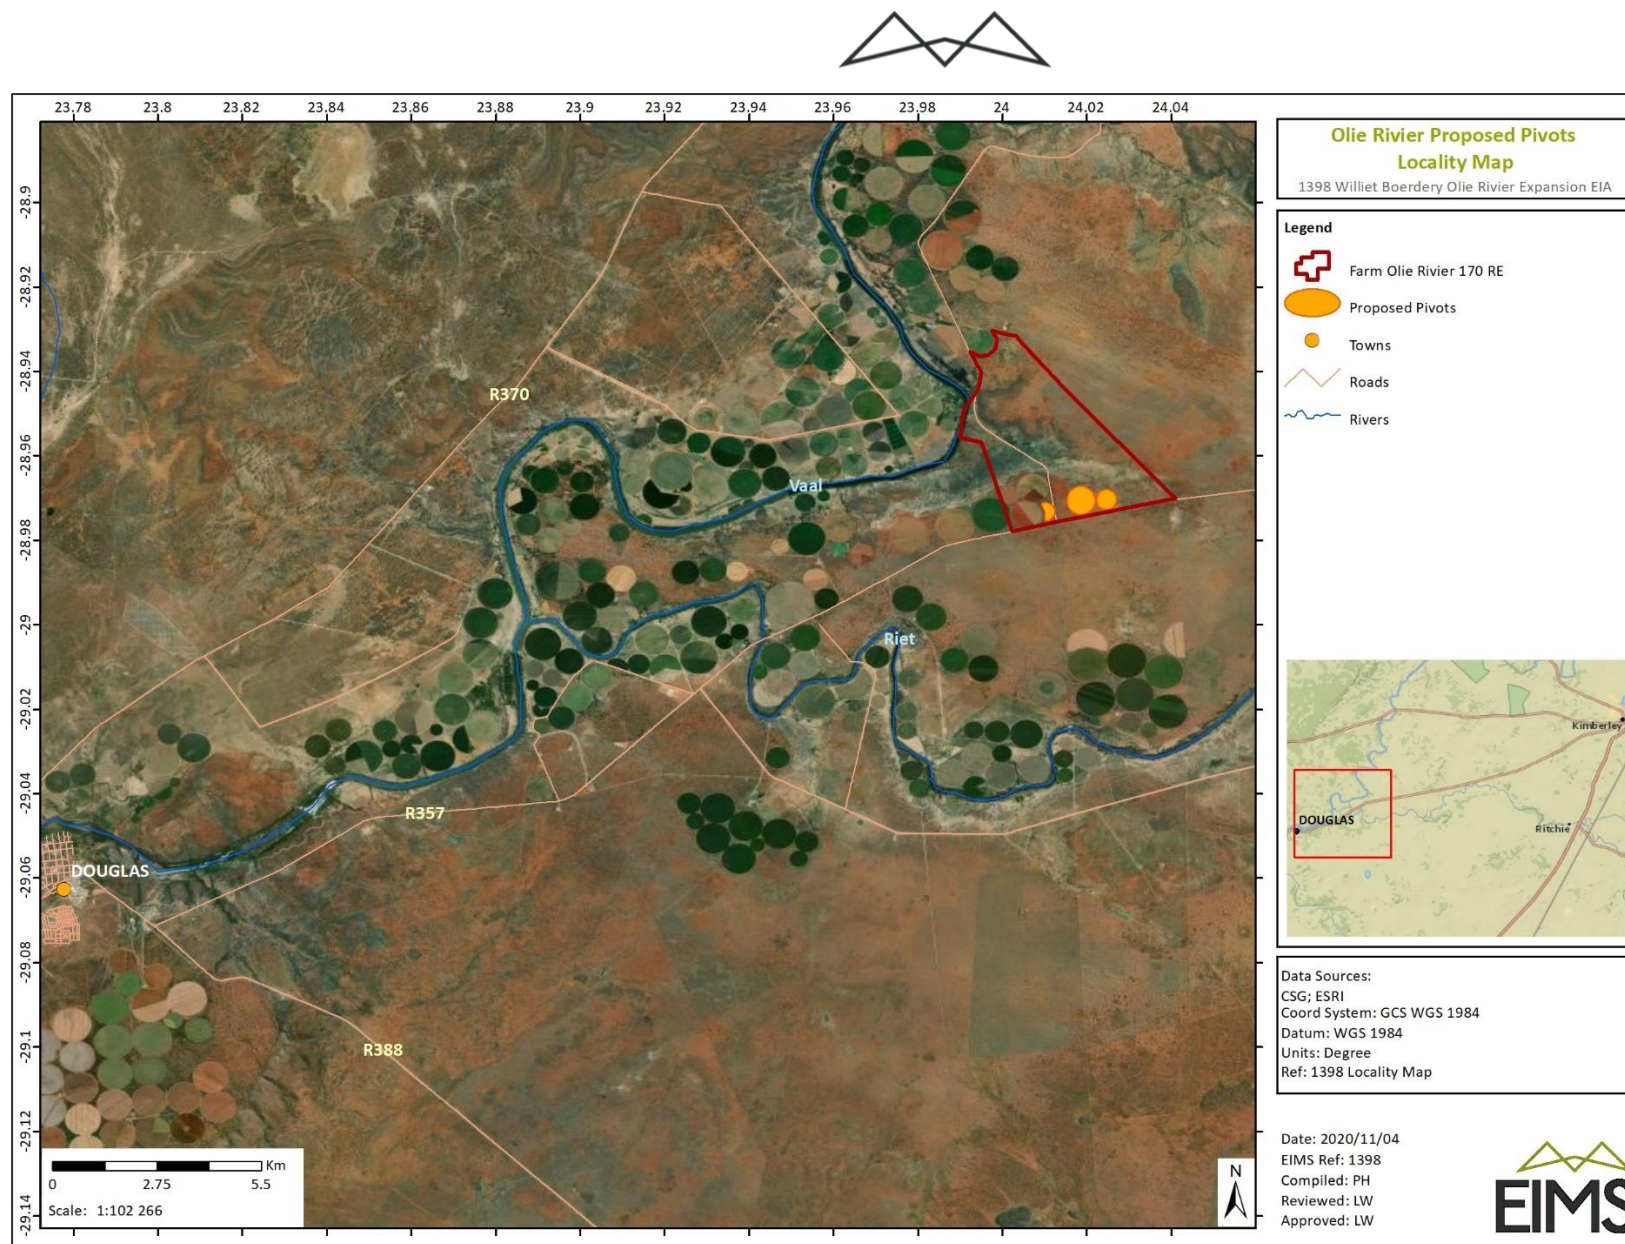 23.78 23.8 23.82 23.84 23.86 23.88 23.9 23.92 23.94 23.96 23.98 24 24.02 24.04
-28.9
-28.92
-28.94
-28.96
-28.98
-29
-29.02
-29.04
-29.06
-29.08
-29.1
-29.12
-29.14
R370
Vaal
Riet
R357
DOUGLAS
R388
Km
0 2.75 5.5
Scale: 1:102 266
N
Olie Rivier Proposed Pivots
Locality Map
1398 Williet Boerdery Olie Rivier Expansion EIA
Legend
Farm Olie Rivier 170 RE
Proposed Pivots
Towns
Roads
Rivers
Kimberley
DOUGLAS
Ritchie
Data Sources:
CSG; ESRI
Coord System: GCS WGS 1984
Datum: WGS 1984
Units: Degree
Ref: 1398 Locality Map
Date: 2020/11/04
EIMS Ref: 1398
Compiled: PH
Reviewed: LW
Approved: LW
EIMS